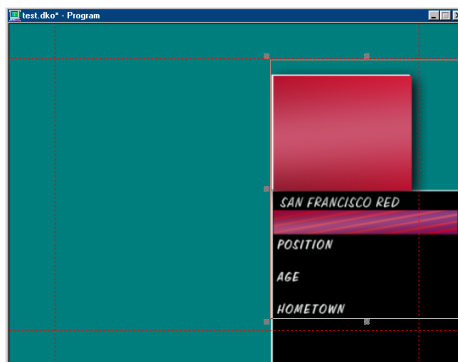 test.dko* - Program
SAN FRANCISCO RED
POSITION
AGE
HOMETOWN